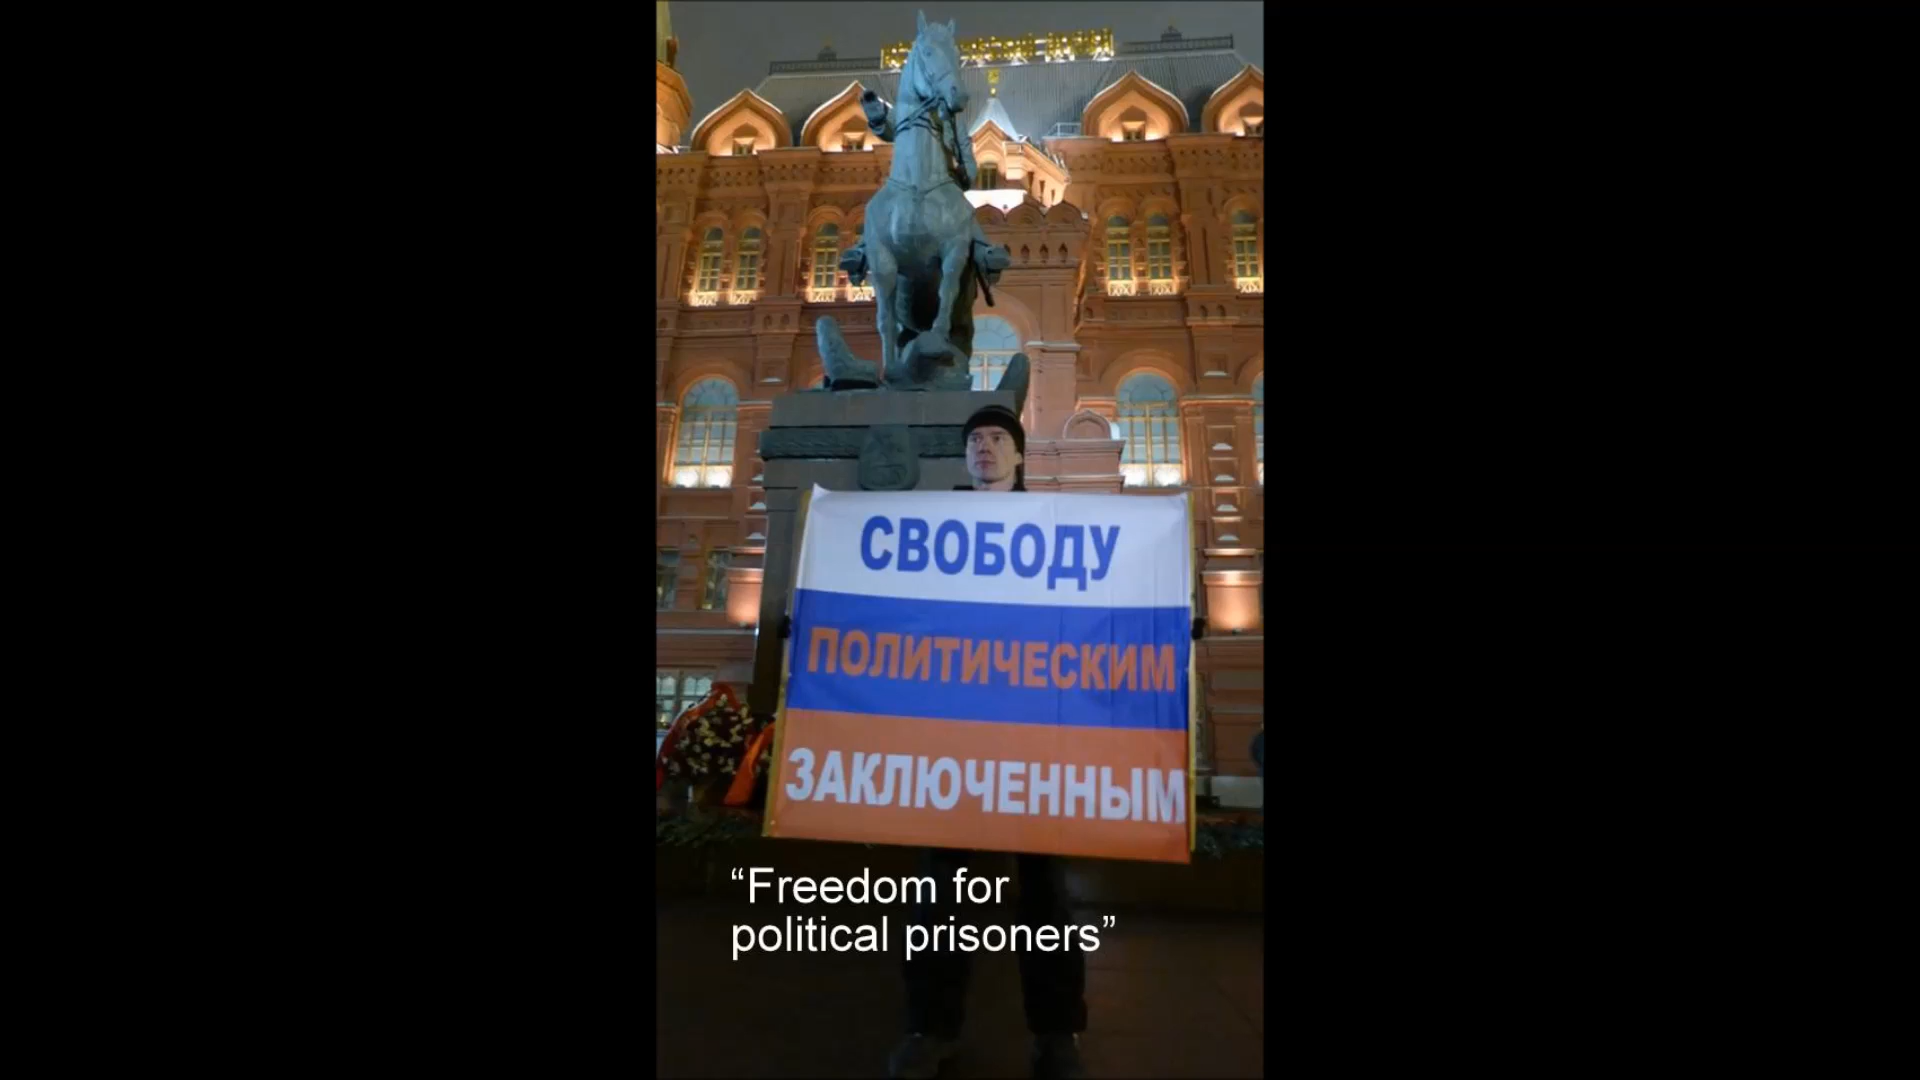 СВОБОДУ
ПОЛИТИЧЕСКИМ
ЗАКЛЮЧЕННЫМ
“Freedom for
political prisoners”